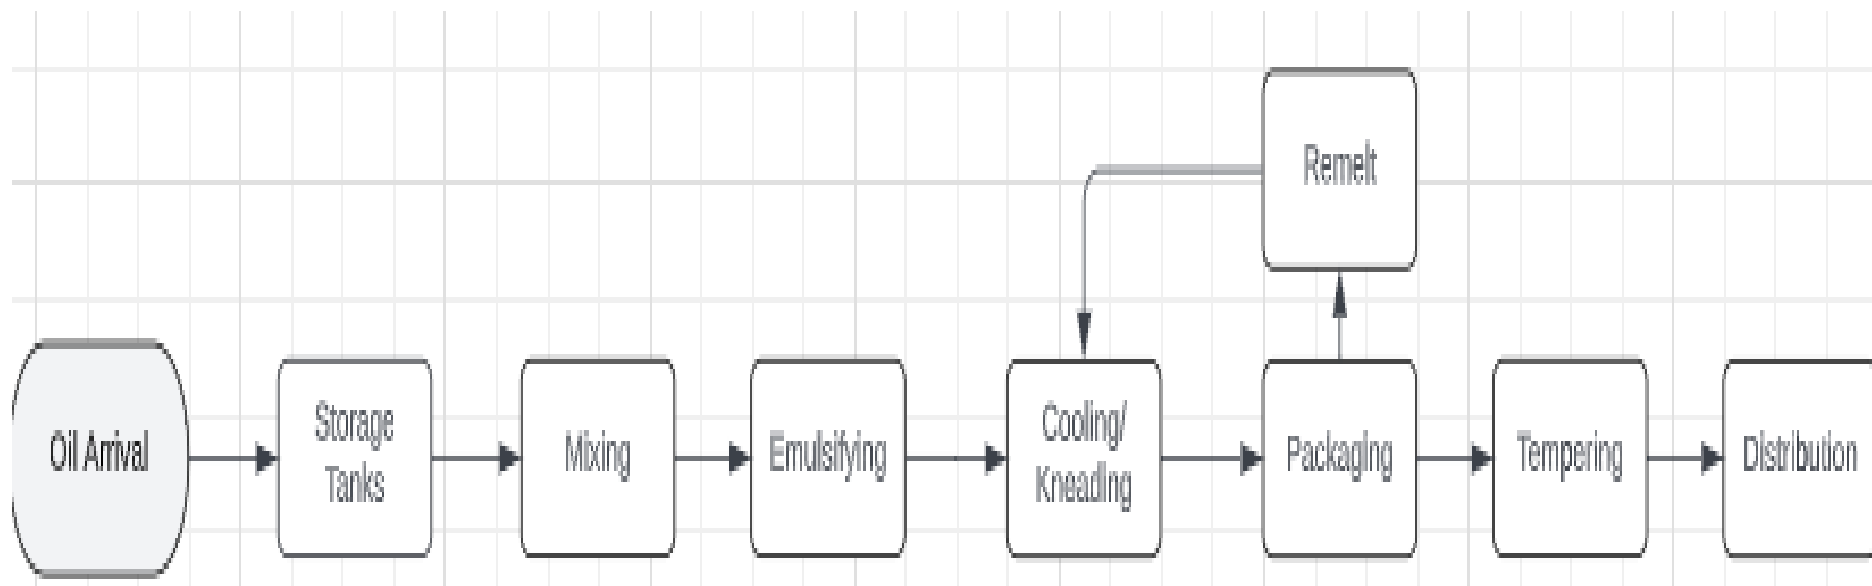 Remelt
Oil Arrival
Storage
Tanks
Mixing
Emulsifying
Cooling/
Kneading
Packaging
Tempering
Distribution